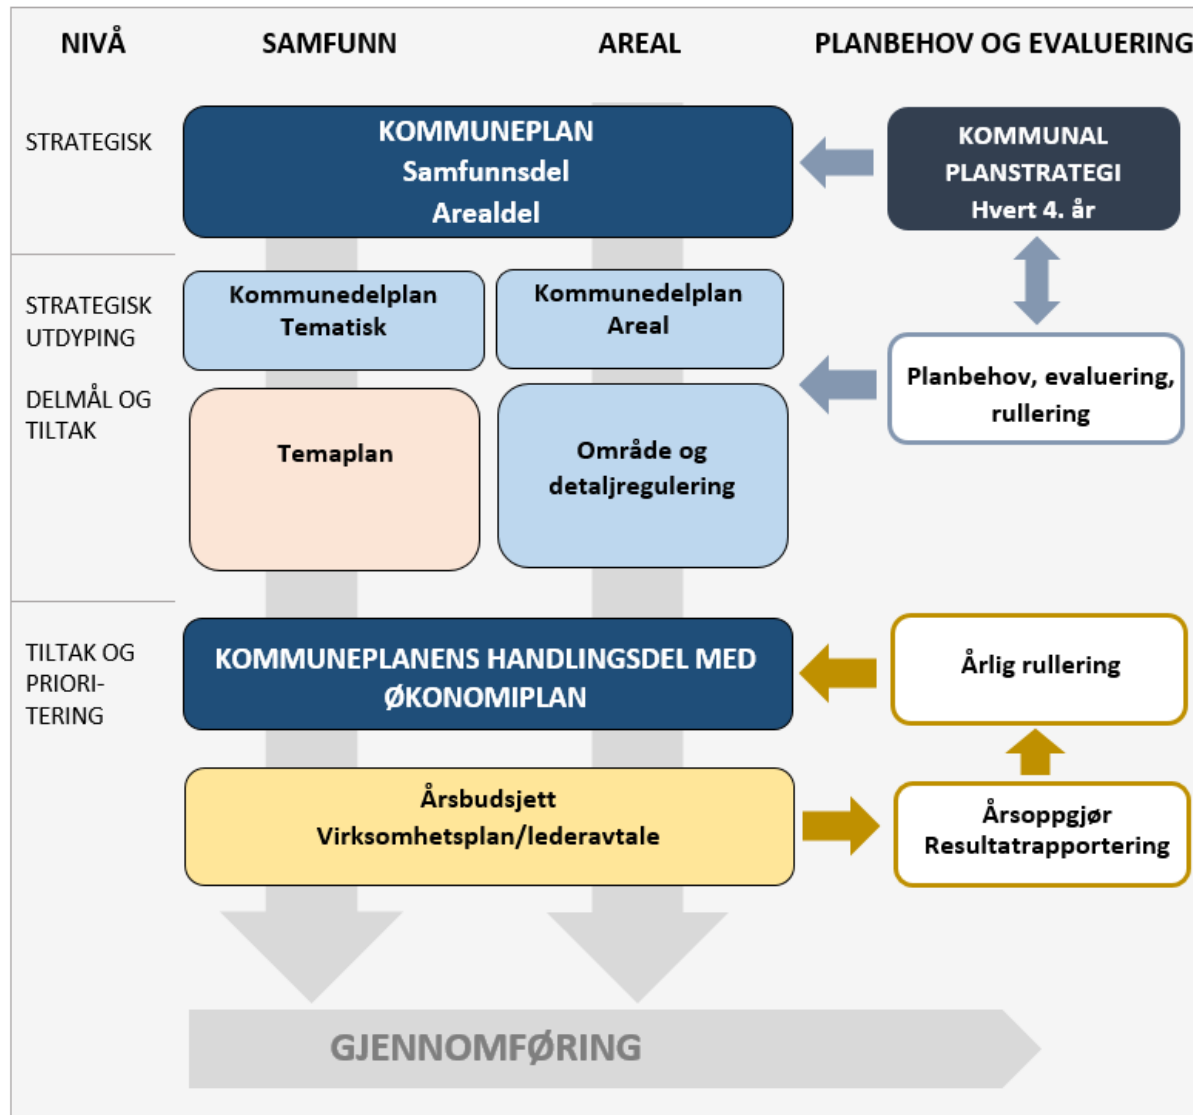 NIVÅ
SAMFUNN
AREAL
PLANBEHOV OG EVALUERING
STRATEGISK
KOMMUNEPLAN
Samfunnsdel
Arealdel
KOMMUNAL
PLANSTRATEGI
Hvert 4. år
STRATEGISK
UTDYPING
Kommunedelplan
Tematisk
Kommunedelplan
Areal
Planbehov, evaluering,
rullering
DELMÅL OG
TILTAK
Temaplan
Område og
detaljregulering
TILTAK OG
PRIORI-
TERING
KOMMUNEPLANENS HANDLINGSDEL MED
ØKONOMIPLAN
Årlig rullering
Årsbudsjett
Virksomhetsplan/lederavtale
Årsoppgjør
Resultatrapportering
GJENNOMFØRING